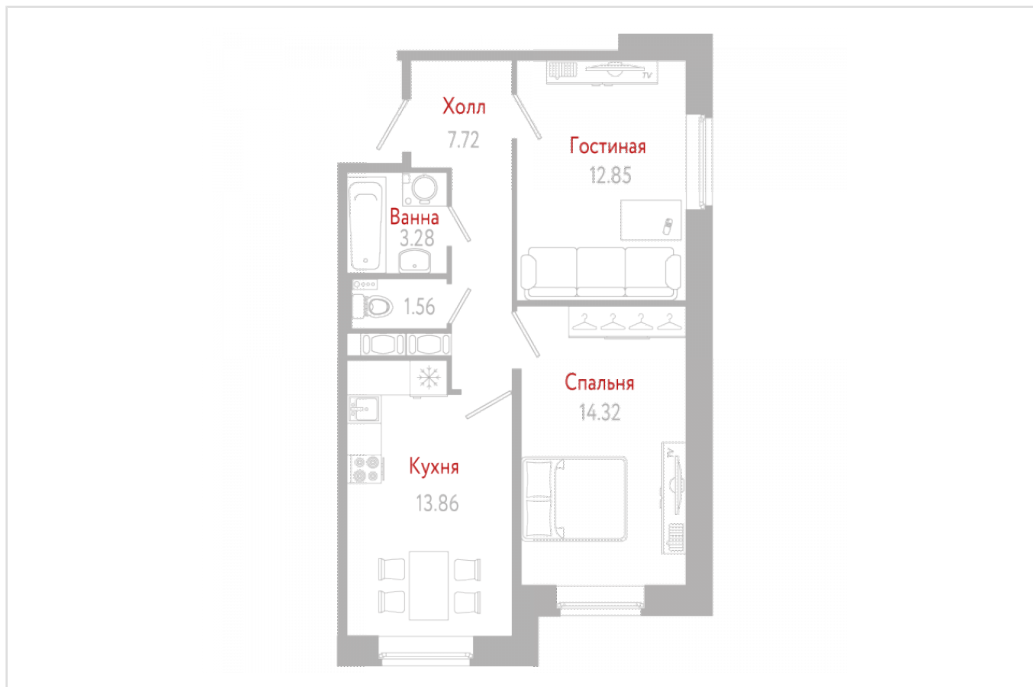 TV
Холл
7.72
Гостиная
12.85
Ванна
3.28
1.56
Спальня
14.32
TV
Кухня
13.86